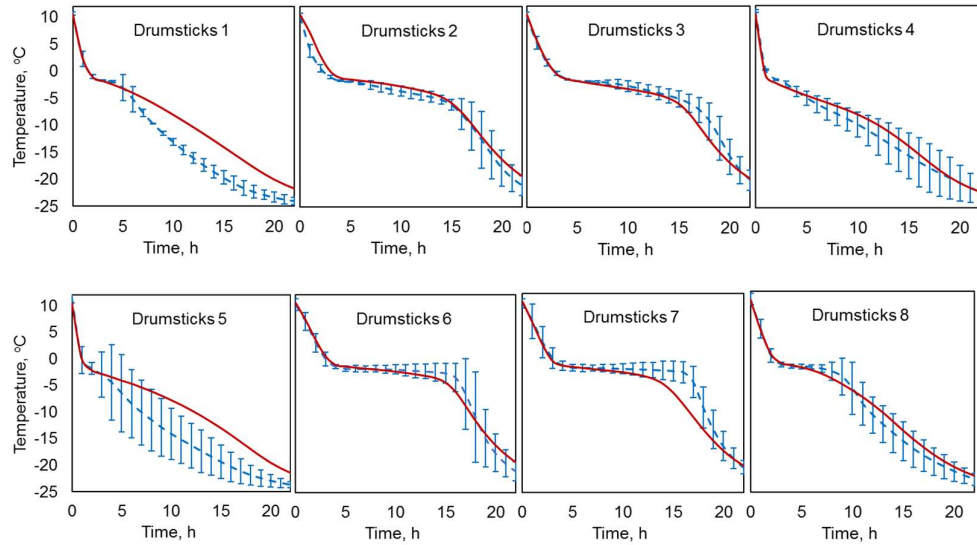 Drumsticks 1
Drumsticks 2
Drumsticks 3
Drumsticks 4
Temperature, °C
10
5
0
-5
-10
-15
-20
-25
0 5 10 15 20
0 5 10 15 20
0 5 10 15 20
0 5 10 15 20
Time, h
Time, h
Time, h
Time, h
Drumsticks 5
Drumsticks 6
Drumsticks 7
Drumsticks 8
Temperature, °C
10
5
0
-5
-10
-15
-20
-25
0 5 10 15 20
0 5 10 15 20
0 5 10 15 20
0 5 10 15 20
Time, h
Time, h
Time, h
Time, h